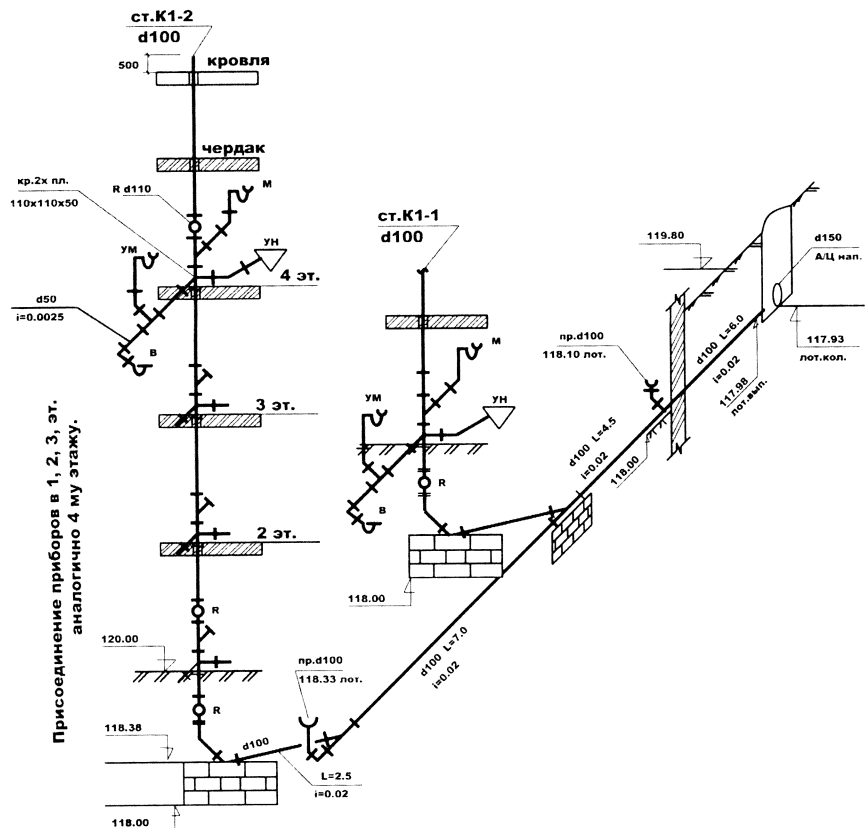 ст.К1-2
d100
500
кровля
чердак
кр.2х пл.
110х110х50
R d110
М
УМ
УН
4 эт.
d50
i=0.0025
В
3 эт.
2 эт.
R
120.00
R
118.38
118.00
d100
L=2.5
i=0.02
пр.d100
118.33 лот.
Присоединение приборов в 1, 2, 3, эт.
аналогично 4 му этажу.
ст.К1-1
d100
М
УМ
УН
В
R
118.00
d100 L=7.0
i=0.02
d100 L=4.5
i=0.02
118.00
пр.d100
118.10 лот.
119.80
d100 L=6.0
i=0.02
117.98
лот.вып.
d150
А/Ц нап.
117.93
лот.кол.